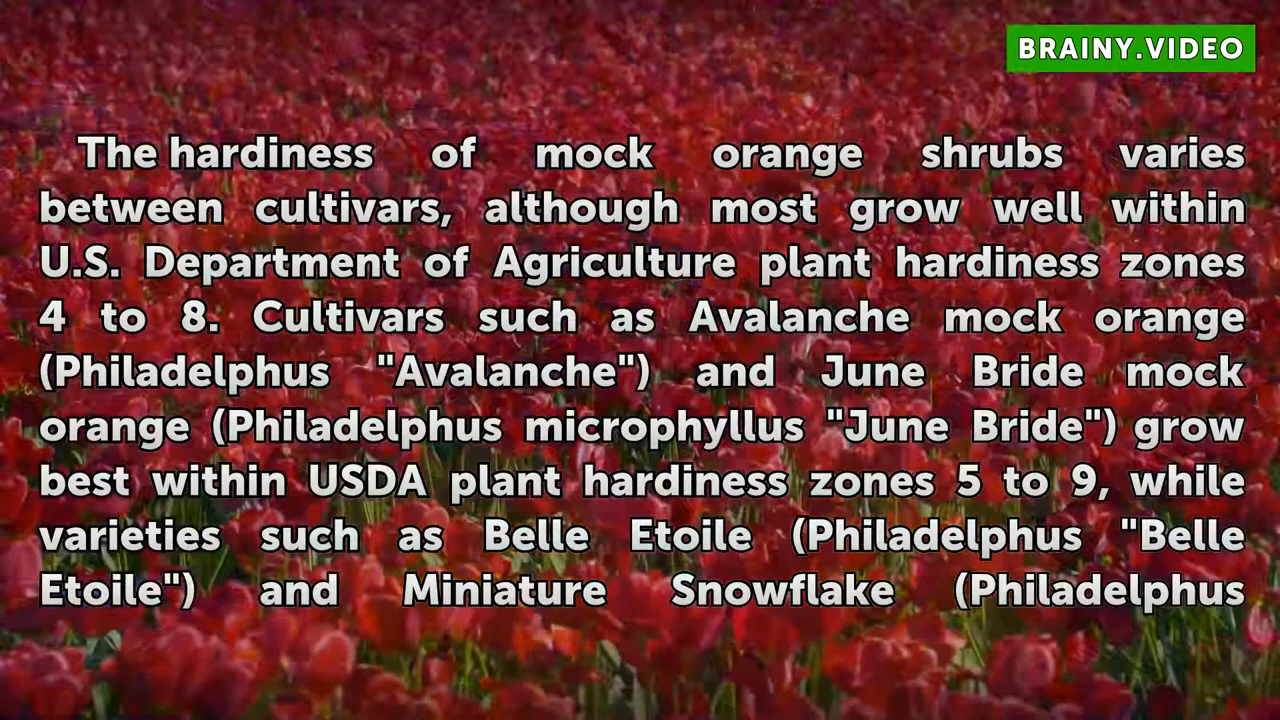 BRAINY.VIDEO
The hardiness of mock orange shrubs varies
between cultivars, although most grow well within
U.S. Department of Agriculture plant hardiness zones
4 to 8. Cultivars such as Avalanche mock orange
(Philadelphus "Avalanche") and June Bride mock
orange (Philadelphus microphyllus "June Bride") grow
best within USDA plant hardiness zones 5 to 9, while
varieties such as Belle Etoile (Philadelphus "Belle
Etoile") and Miniature Snowflake (Philadelphus